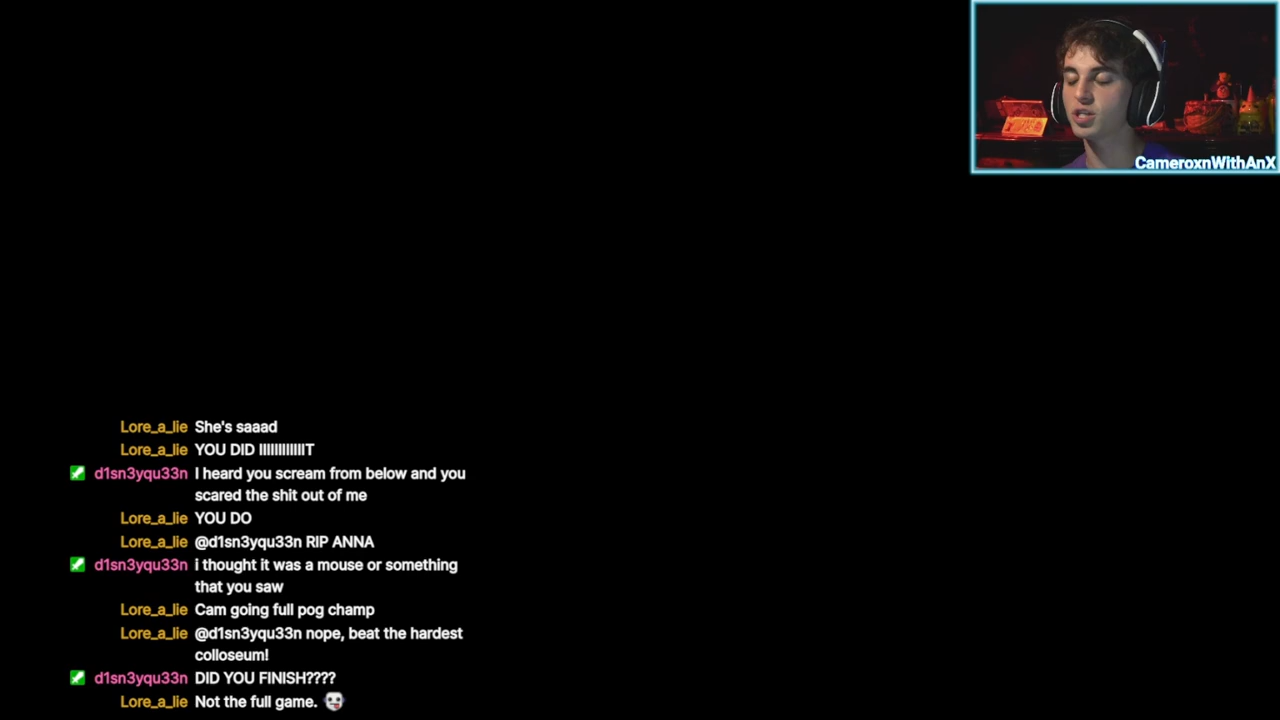 CameroxnWithAnX
Lore_a_lie She's saaad
Lore_a_lie YOU DID IIIIIIIIIIIIT
d1sn3yqu33n I heard you scream from below and you
scared the shit out of me
Lore_a_lie YOU DO
Lore_a_lie @d1sn3yqu33n RIP ANNA
d1sn3yqu33n i thought it was a mouse or something
that you saw
Lore_a_lie Cam going full pog champ
Lore_a_lie @d1sn3yqu33n nope, beat the hardest
colloseum!
d1sn3yqu33n DID YOU FINISH????
Lore_a_lie Not the full game.